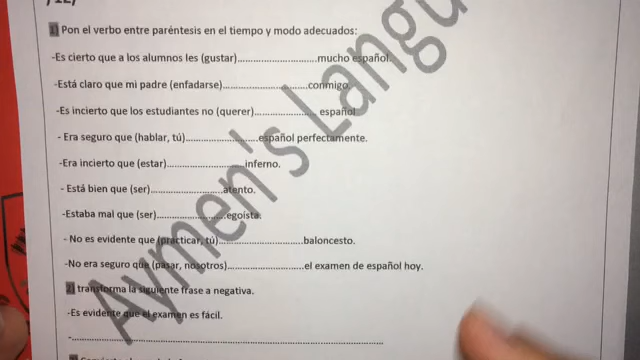 1) Pon el verbo entre paréntesis en el tiempo y modo adecuados:
-Es cierto que a los alumnos les (gustar)..............................mucho español.
-Está claro que mi padre (enfadarse)................................conmigo.
-Es incierto que los estudiantes no (querer)....................... español.
- Era seguro que (hablar, tú)..........................español perfectamente.
-Era incierto que (estar)............................inferno.
- Está bien que (ser)..........................atento.
-Estaba mal que (ser)..........................egoísta.
- No es evidente que (practicar, tú)..............................baloncesto.
-No era seguro que (pasar, nosotros)............................el examen de español hoy.
2) transforma la siguiente frase a negativa.
-Es evidente que el examen es fácil.
-..............................................................................................................
Aymen's Langu